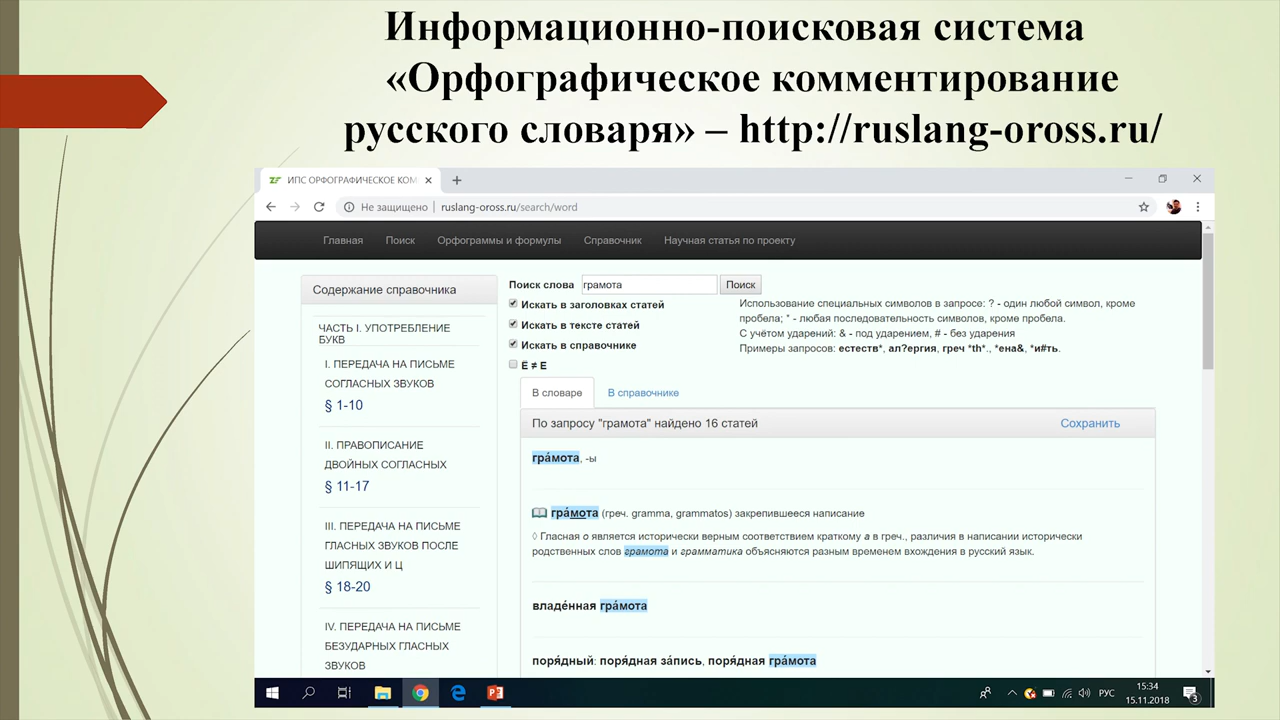 Информационно-поисковая система
«Орфографическое комментирование
русского словаря» – http://ruslang-oross.ru/
ИПС ОРФОГРАФИЧЕСКОЕ КОМ
Не защищено | ruslang-oross.ru/search/word
Главная Поиск Орфограммы и формулы Справочник Научная статья по проекту
Содержание справочника
ЧАСТЬ I. УПОТРЕБЛЕНИЕ
БУКВ
I. ПЕРЕДАЧА НА ПИСЬМЕ
СОГЛАСНЫХ ЗВУКОВ
§ 1-10
II. ПРАВОПИСАНИЕ
ДВОЙНЫХ СОГЛАСНЫХ
§ 11-17
III. ПЕРЕДАЧА НА ПИСЬМЕ
ГЛАСНЫХ ЗВУКОВ ПОСЛЕ
ШИПЯЩИХ И Ц
§ 18-20
IV. ПЕРЕДАЧА НА ПИСЬМЕ
БЕЗУДАРНЫХ ГЛАСНЫХ
ЗВУКОВ
Поиск слова грамота Поиск
Искать в заголовках статей
Искать в тексте статей
Искать в справочнике
Ё ≠ Е
Использование специальных символов в запросе: ? - один любой символ, кроме
пробела; * - любая последовательность символов, кроме пробела.
С учётом ударений: & - под ударением, # - без ударения
Примеры запросов: естеств*, ал?ергия, греч *th*., *ена&, *и#ть.
В словаре В справочнике
По запросу "грамота" найдено 16 статей Сохранить
гра́мота, -ы
гра́мота (греч. gramma, grammatos) закрепившееся написание
◊ Гласная о является исторически верным соответствием краткому а в греч., различия в написании исторически
родственных слов грамота и грамматика объясняются разным временем вхождения в русский язык.
владе́нная гра́мота
поря́дный: поря́дная за́пись, поря́дная гра́мота
РУС
15:34
15.11.2018
3